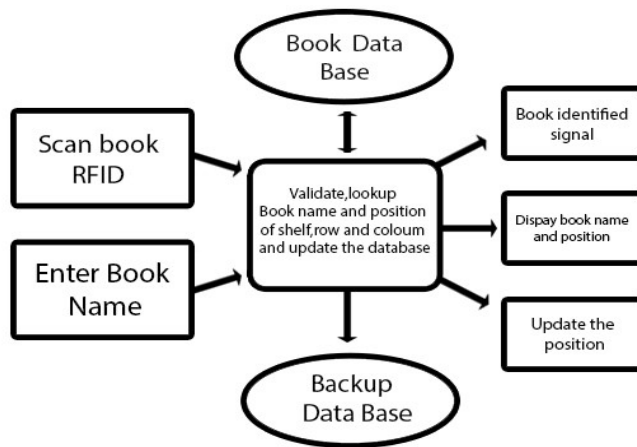 Book Data
Base
Scan book
RFID
Enter Book
Name
Validate,lookup
Book name and position
of shelf,row and coloum
and update the database
Book identified
signal
Dispay book name
and position
Update the
position
Backup
Data Base